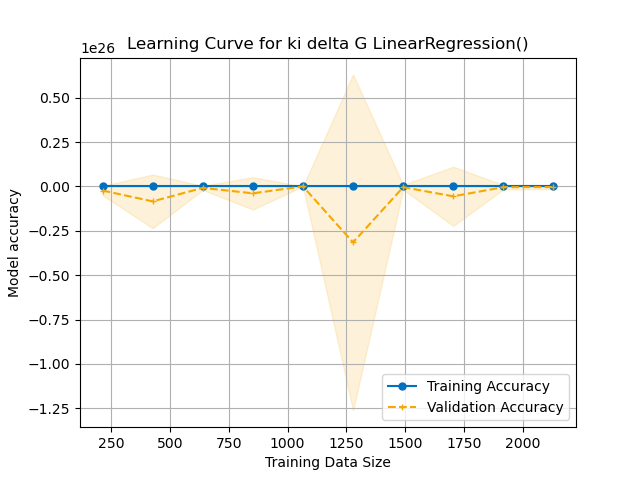 1e26
Learning Curve for ki delta G LinearRegression()
0.50
0.25
0.00
−0.25
−0.50
−0.75
−1.00
−1.25
Model accuracy
Training Accuracy
Validation Accuracy
250 500 750 1000 1250 1500 1750 2000
Training Data Size